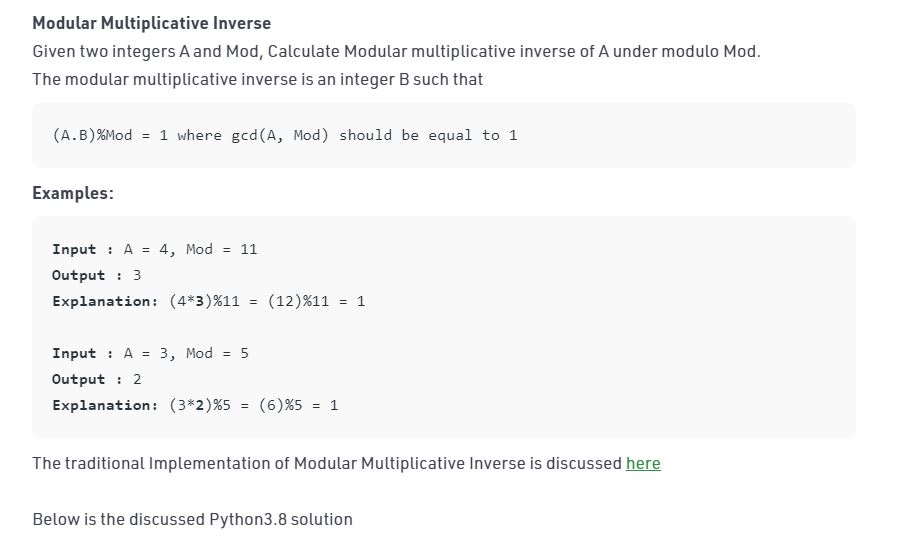 Modular Multiplicative Inverse
Given two integers A and Mod, Calculate Modular multiplicative inverse of A under modulo Mod.
The modular multiplicative inverse is an integer B such that
(A.B)%Mod = 1 where gcd(A, Mod) should be equal to 1
Examples:
Input : A = 4, Mod = 11
Output : 3
Explanation: (4*3)%11 = (12)%11 = 1
Input : A = 3, Mod = 5
Output : 2
Explanation: (3*2)%5 = (6)%5 = 1
The traditional Implementation of Modular Multiplicative Inverse is discussed here
Below is the discussed Python3.8 solution